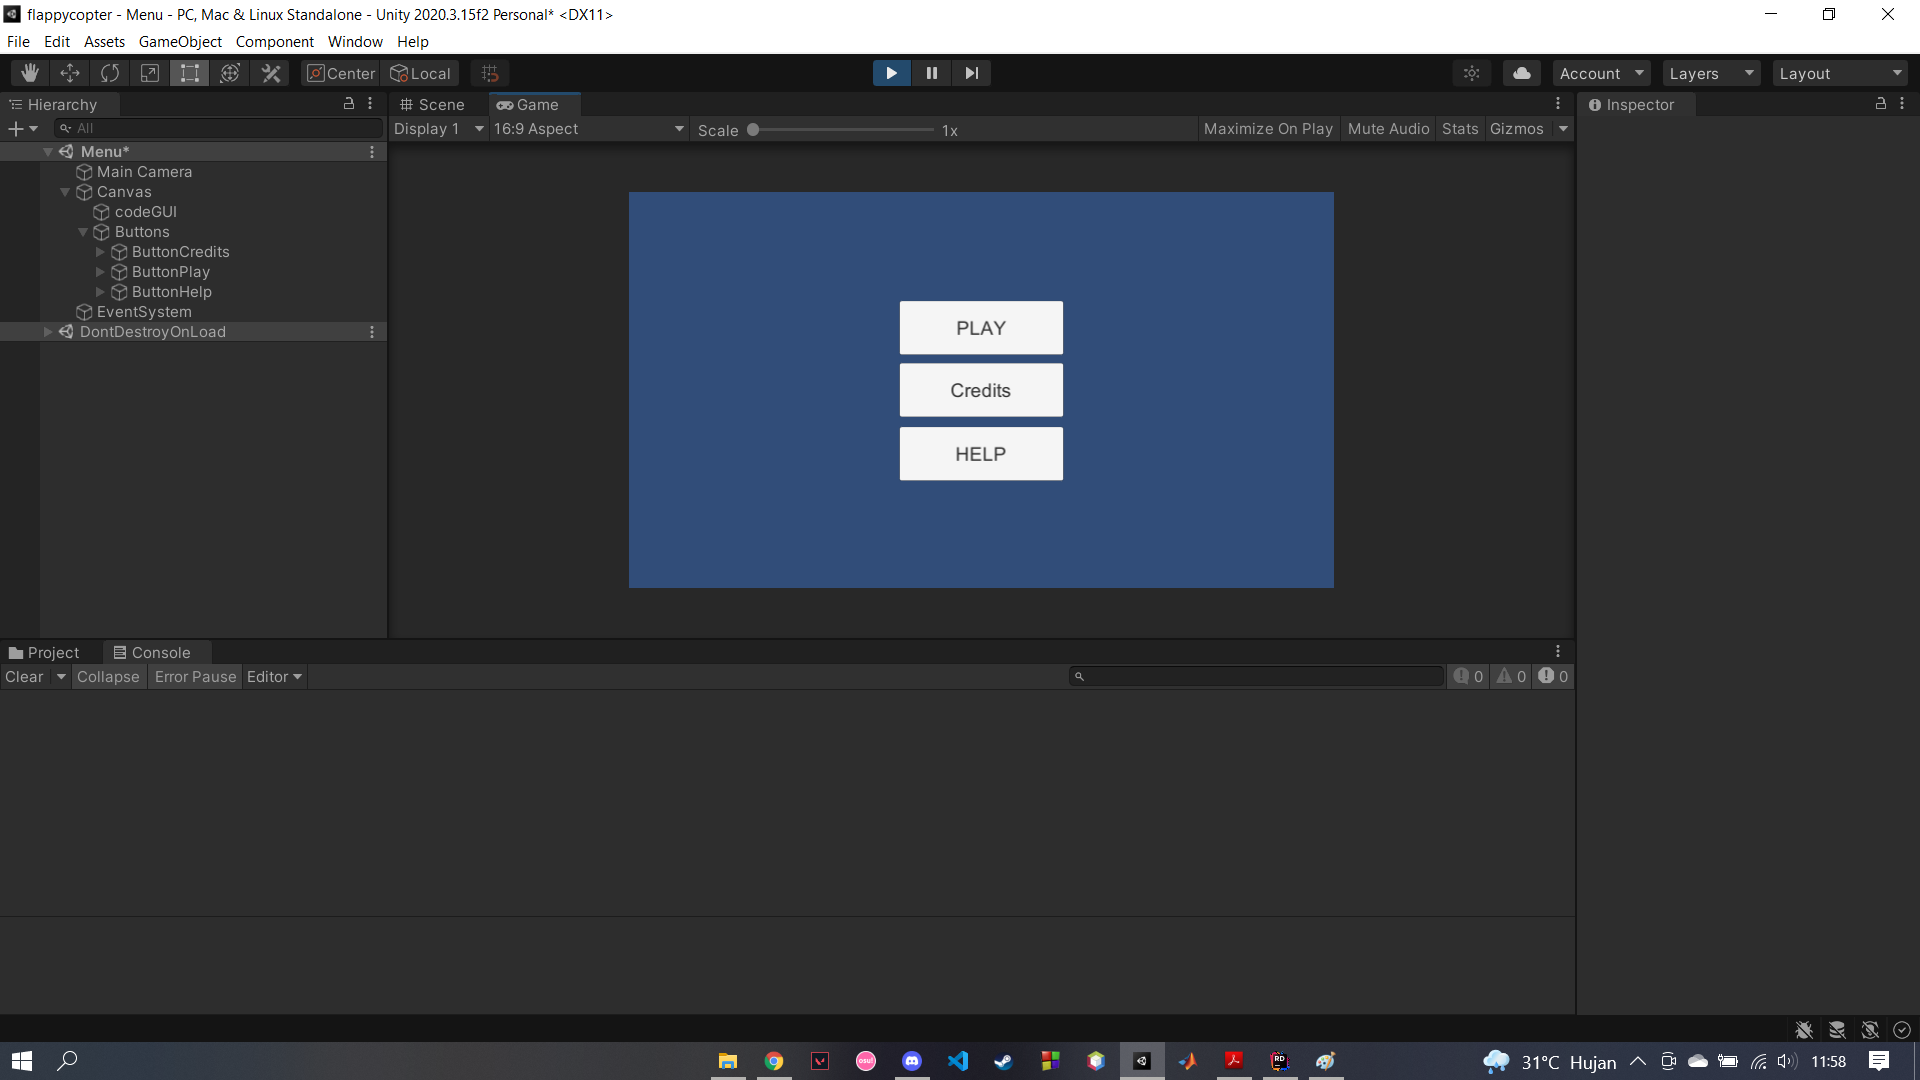 flappycopter - Menu - PC, Mac & Linux Standalone - Unity 2020.3.15f2 Personal* <DX11>
File Edit Assets GameObject Component Window Help
Center Local Account Layers Layout
Hierarchy
All
Menu*
Main Camera
Canvas
codeGUI
Buttons
ButtonCredits
ButtonPlay
ButtonHelp
EventSystem
DontDestroyOnLoad
Scene Game
Display 1 16:9 Aspect Scale 1x Maximize On Play Mute Audio Stats Gizmos
PLAY
Credits
HELP
Inspector
Project Console
Clear Collapse Error Pause Editor 0 0 0
osu!
RD
31°C Hujan 11:58